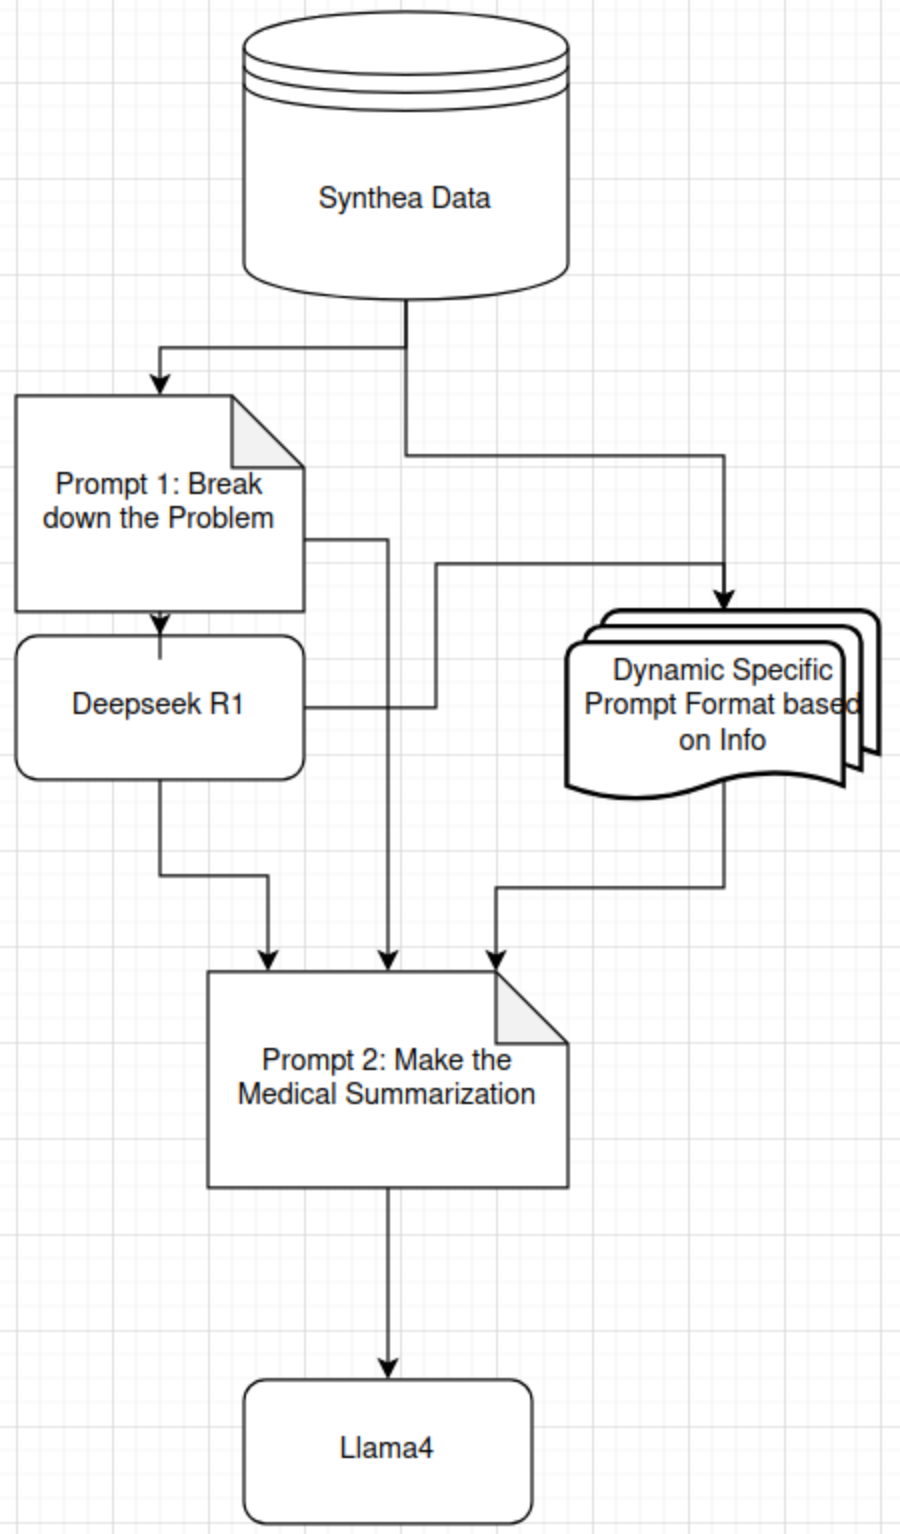 Synthea Data
Prompt 1: Break
down the Problem
Deepseek R1
Dynamic Specific
Prompt Format based
on Info
Prompt 2: Make the
Medical Summarization
Llama4